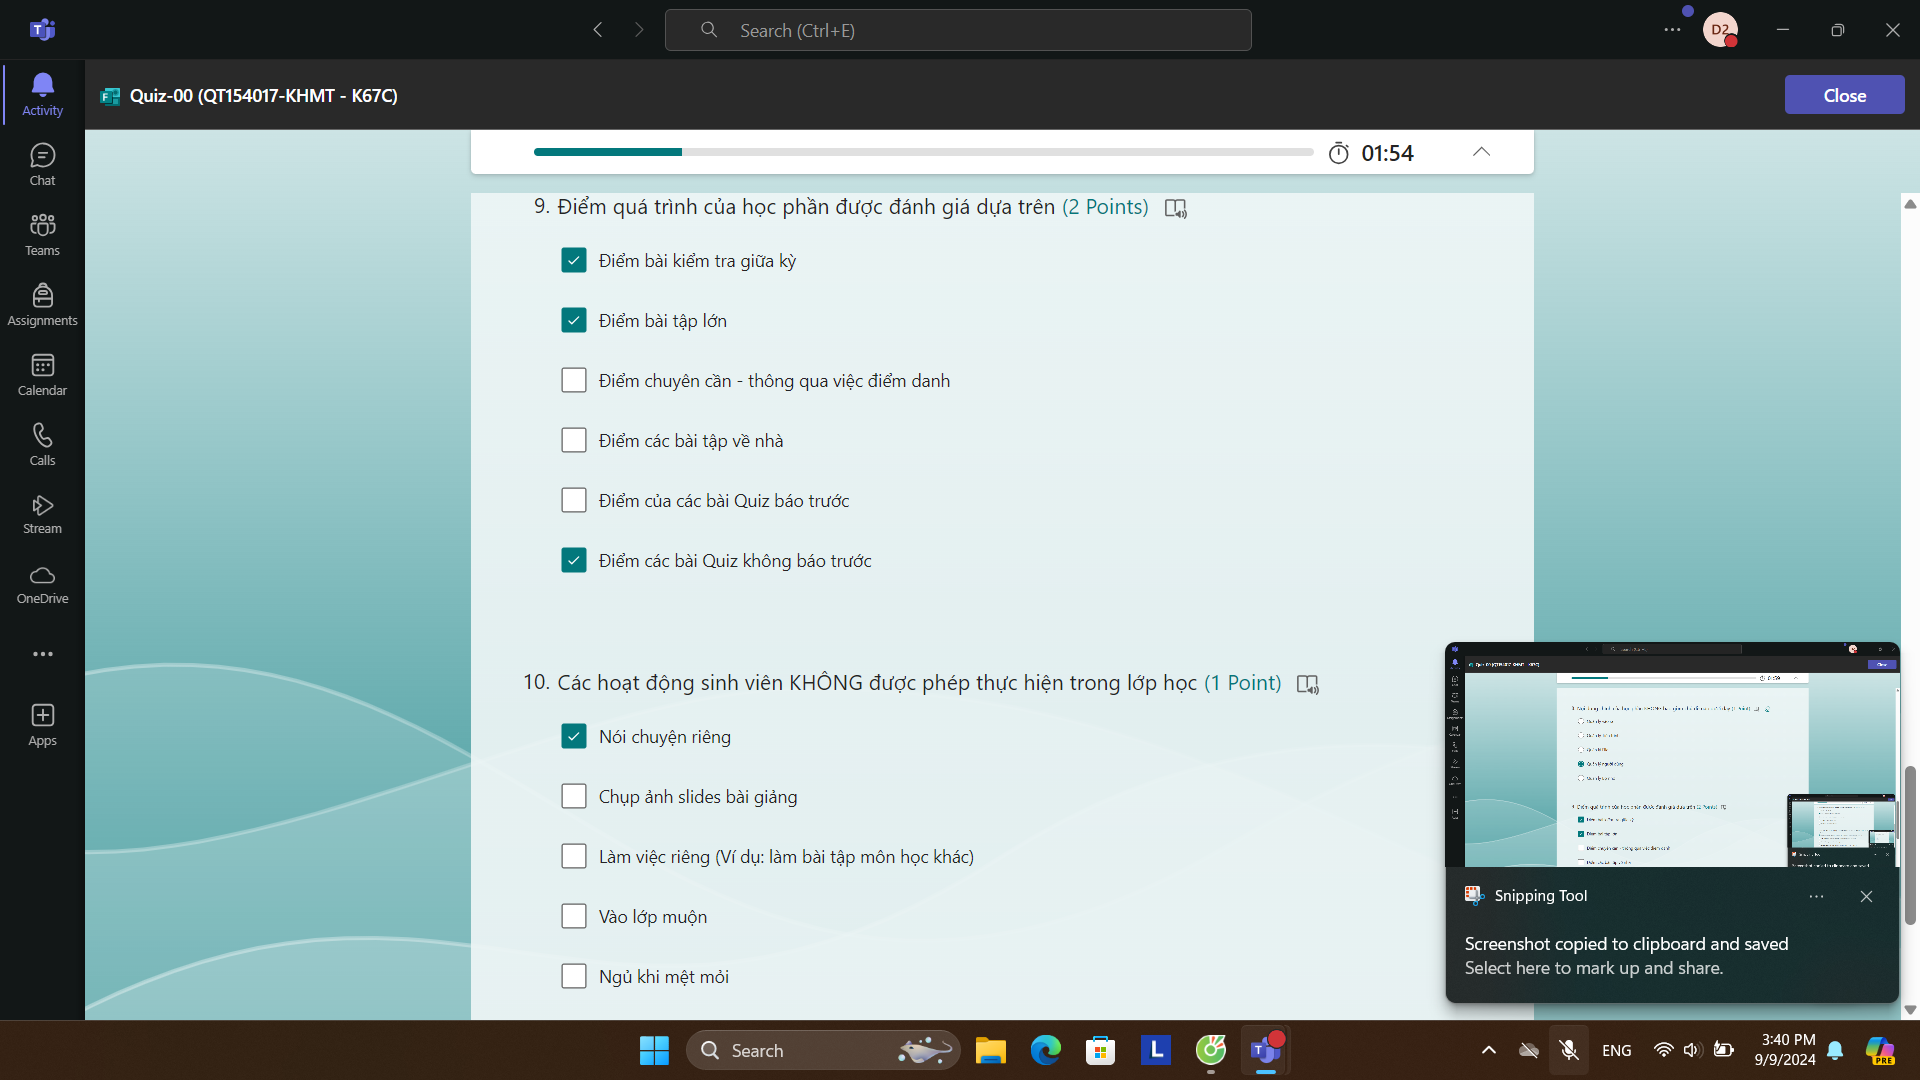 Search (Ctrl+E)
D2
Activity
Chat
Teams
Assignments
Calendar
Calls
Stream
OneDrive
Apps
Quiz-00 (QT154017-KHMT - K67C)
Close
01:54
9. Điểm quá trình của học phần được đánh giá dựa trên (2 Points)
Điểm bài kiểm tra giữa kỳ
Điểm bài tập lớn
Điểm chuyên cần - thông qua việc điểm danh
Điểm các bài tập về nhà
Điểm của các bài Quiz báo trước
Điểm các bài Quiz không báo trước
10. Các hoạt động sinh viên KHÔNG được phép thực hiện trong lớp học (1 Point)
Nói chuyện riêng
Chụp ảnh slides bài giảng
Làm việc riêng (Ví dụ: làm bài tập môn học khác)
Vào lớp muộn
Ngủ khi mệt mỏi
Snipping Tool
Screenshot copied to clipboard and saved
Select here to mark up and share.
Search
L
ENG
3:40 PM
9/9/2024
PRE